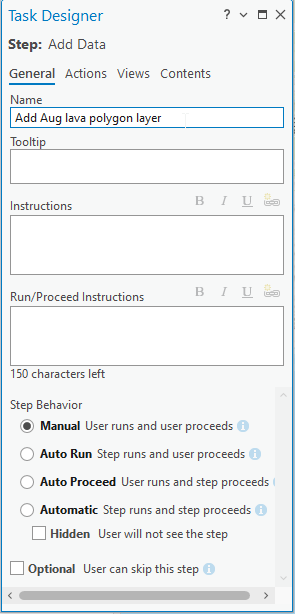 Task Designer
Step: Add Data
General Actions Views Contents
Name
Add Aug lava polygon layer
Tooltip
Instructions
B I U
Run/Proceed Instructions
B I U
150 characters left
Step Behavior
Manual User runs and user proceeds
Auto Run Step runs and user proceeds
Auto Proceed User runs and step proceeds
Automatic Step runs and step proceeds
Hidden User will not see the step
Optional User can skip this step